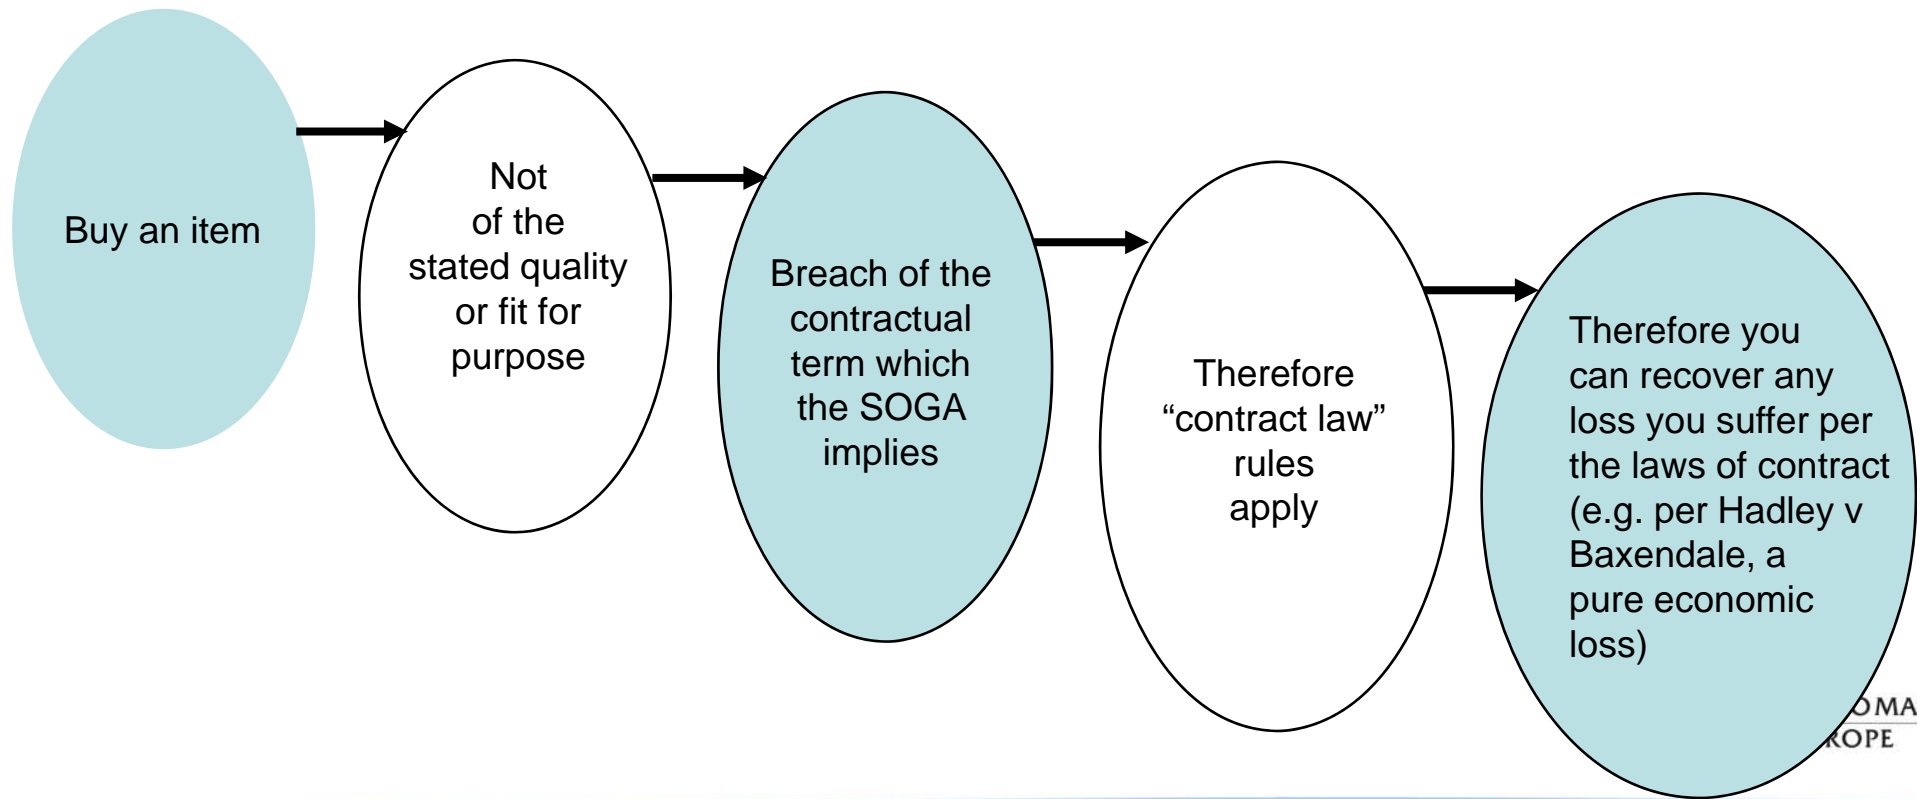 Buy an item
Not
of the
stated quality
or fit for
purpose
Breach of the
contractual
term which
the SOGA
implies
Therefore
“contract law”
rules
apply
Therefore you
can recover any
loss you suffer per
the laws of contract
(e.g. per Hadley v
Baxendale, a
pure economic
loss)